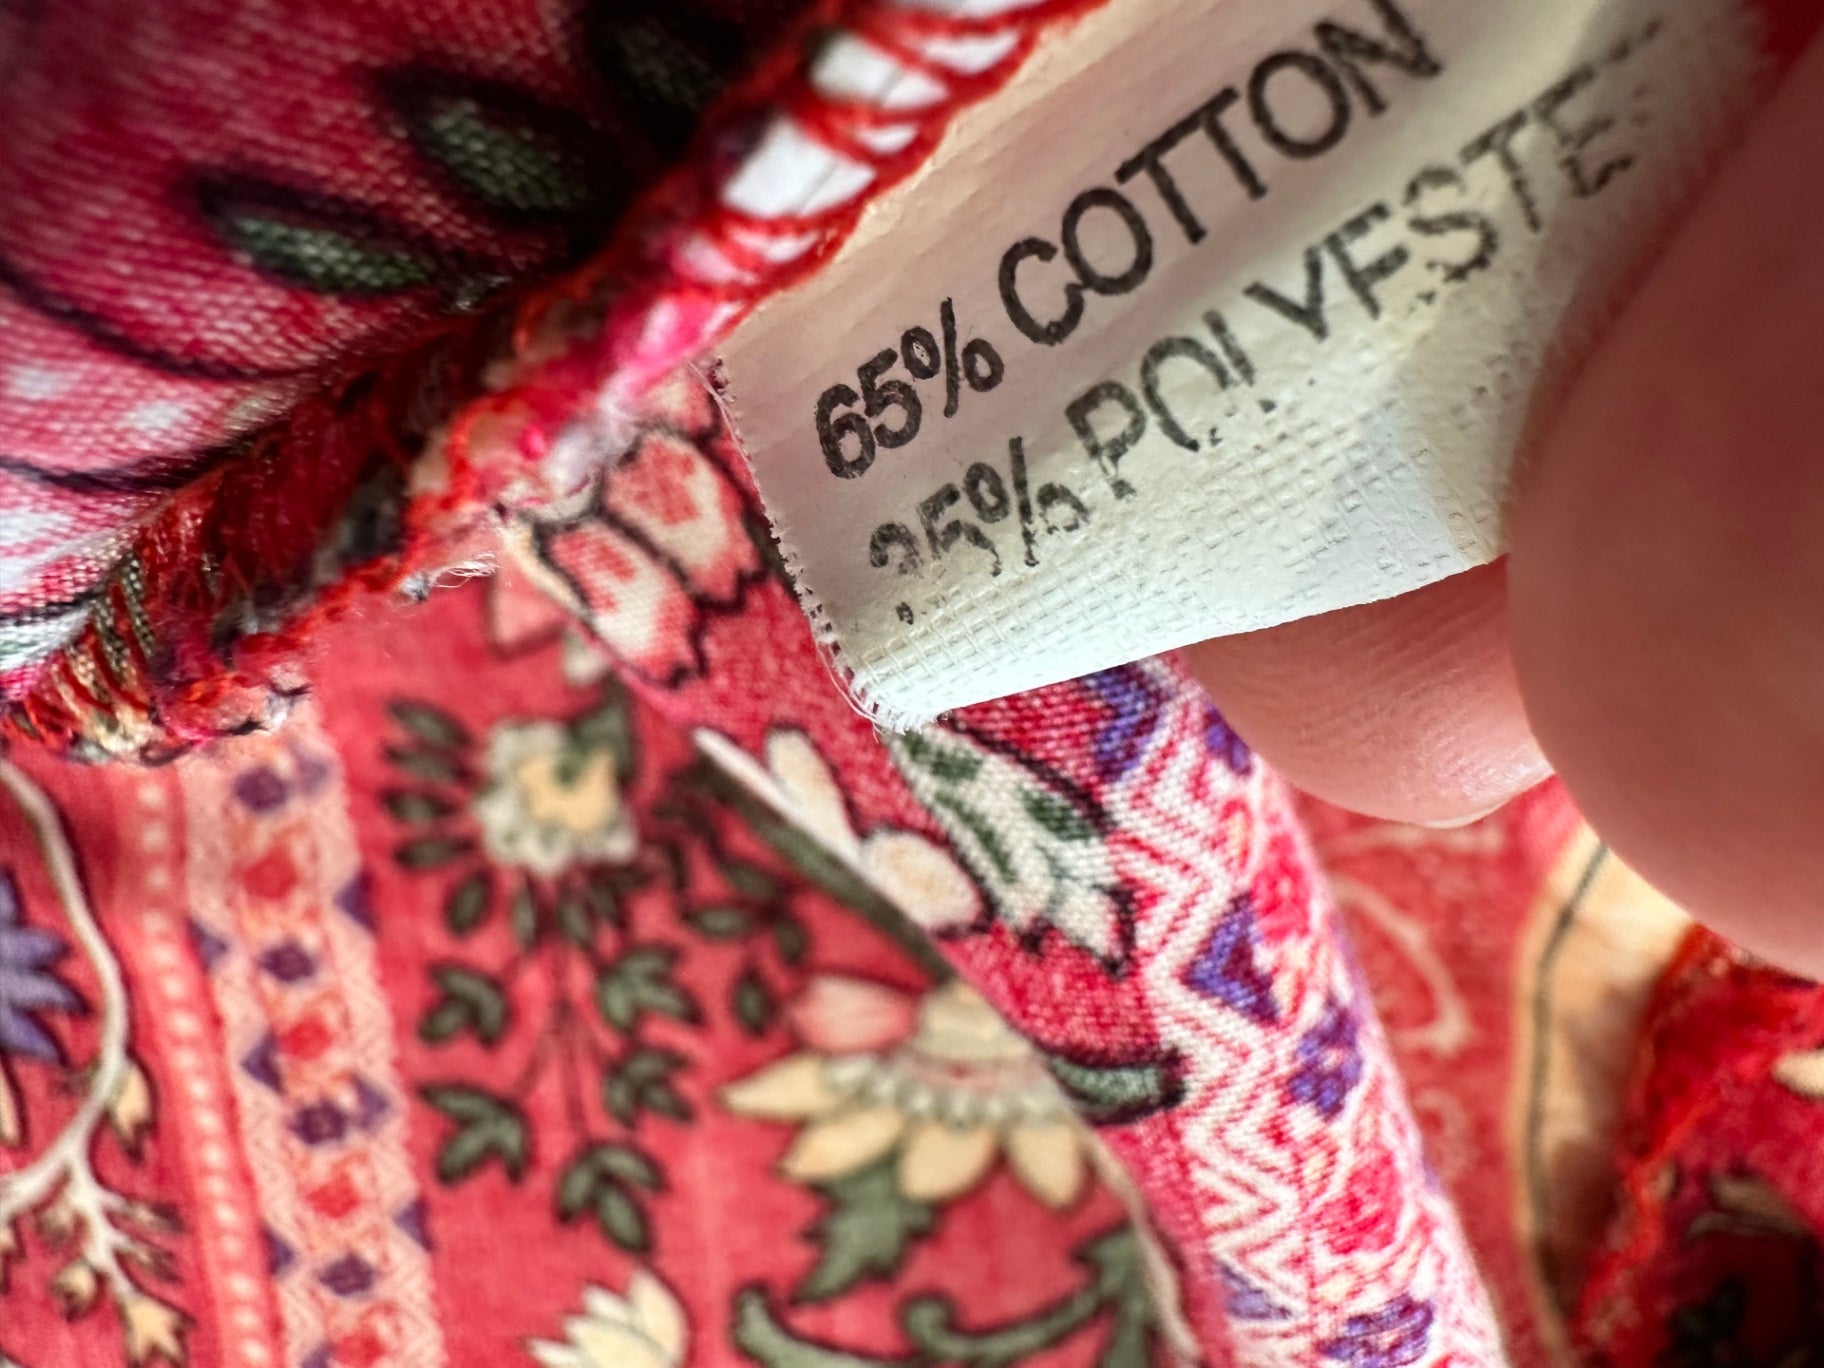 65% COTTON
35% POLYESTE